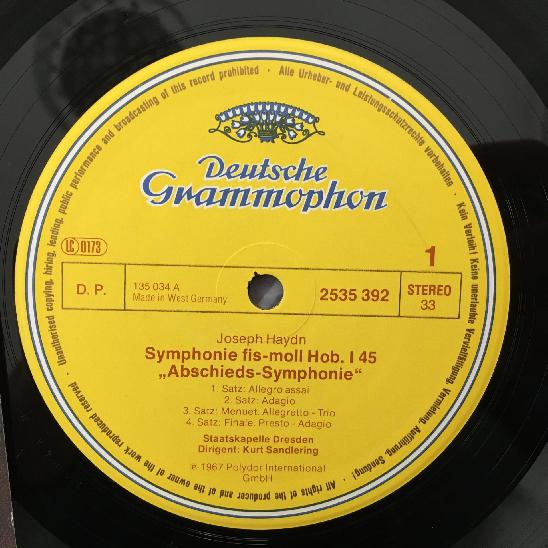 Unauthorised copying, hiring, lending, public performance and broadcasting of this record prohibited · Alle Urheber- und Leistungsschutzrechte vorbehalten · Kein Verleih! Keine unerlaubte Vervielfältigung, Vermietung, Aufführung, Sendung! · All rights of the producer and of the owner of the work reproduced reserved ·
Deutsche
Grammophon
LC 0173
1
D. P.
135 034 A
Made in West Germany
2535 392
STEREO
33
Joseph Haydn
Symphonie fis-moll Hob. I 45
„Abschieds-Symphonie“
1. Satz: Allegro assai
2. Satz: Adagio
3. Satz: Menuet. Allegretto - Trio
4. Satz: Finale. Presto - Adagio
Staatskapelle Dresden
Dirigent: Kurt Sandlering
℗ 1967 Polydor International
GmbH